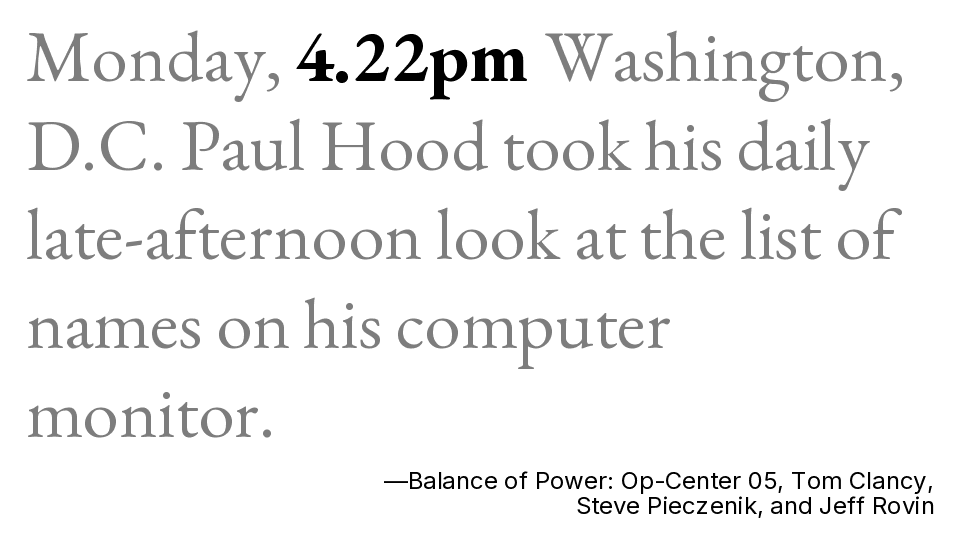 Monday, 4.22pm Washington,
D.C. Paul Hood took his daily
late-afternoon look at the list of
names on his computer
monitor.
—Balance of Power: Op-Center 05, Tom Clancy,
Steve Pieczenik, and Jeff Rovin